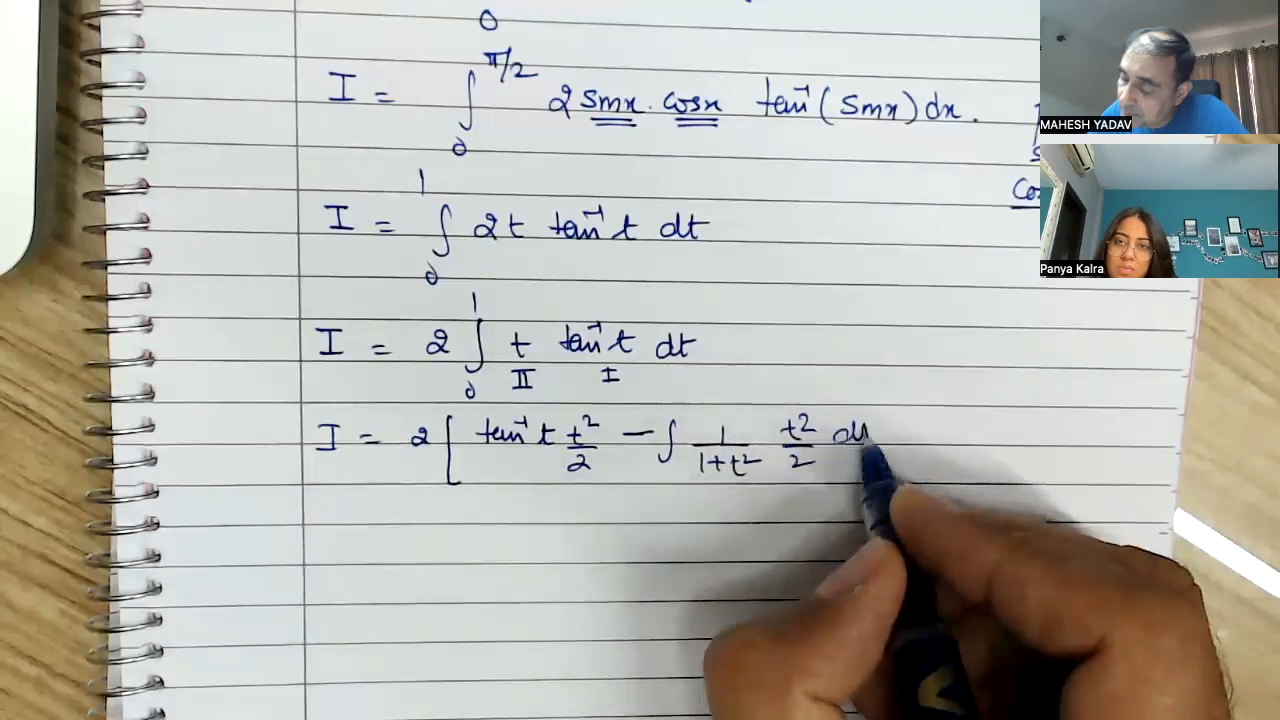 0
I = ∫₀^π/2 2 sinx . cosx tan⁻¹(sinx) dx.
I = ∫₀¹ 2t tan⁻¹t dt
I = 2 ∫₀¹ t tan⁻¹t dt
II I
I = 2 [ tan⁻¹t t²/2 − ∫ 1/1+t² t²/2 dt
MAHESH YADAV
Panya Kalra